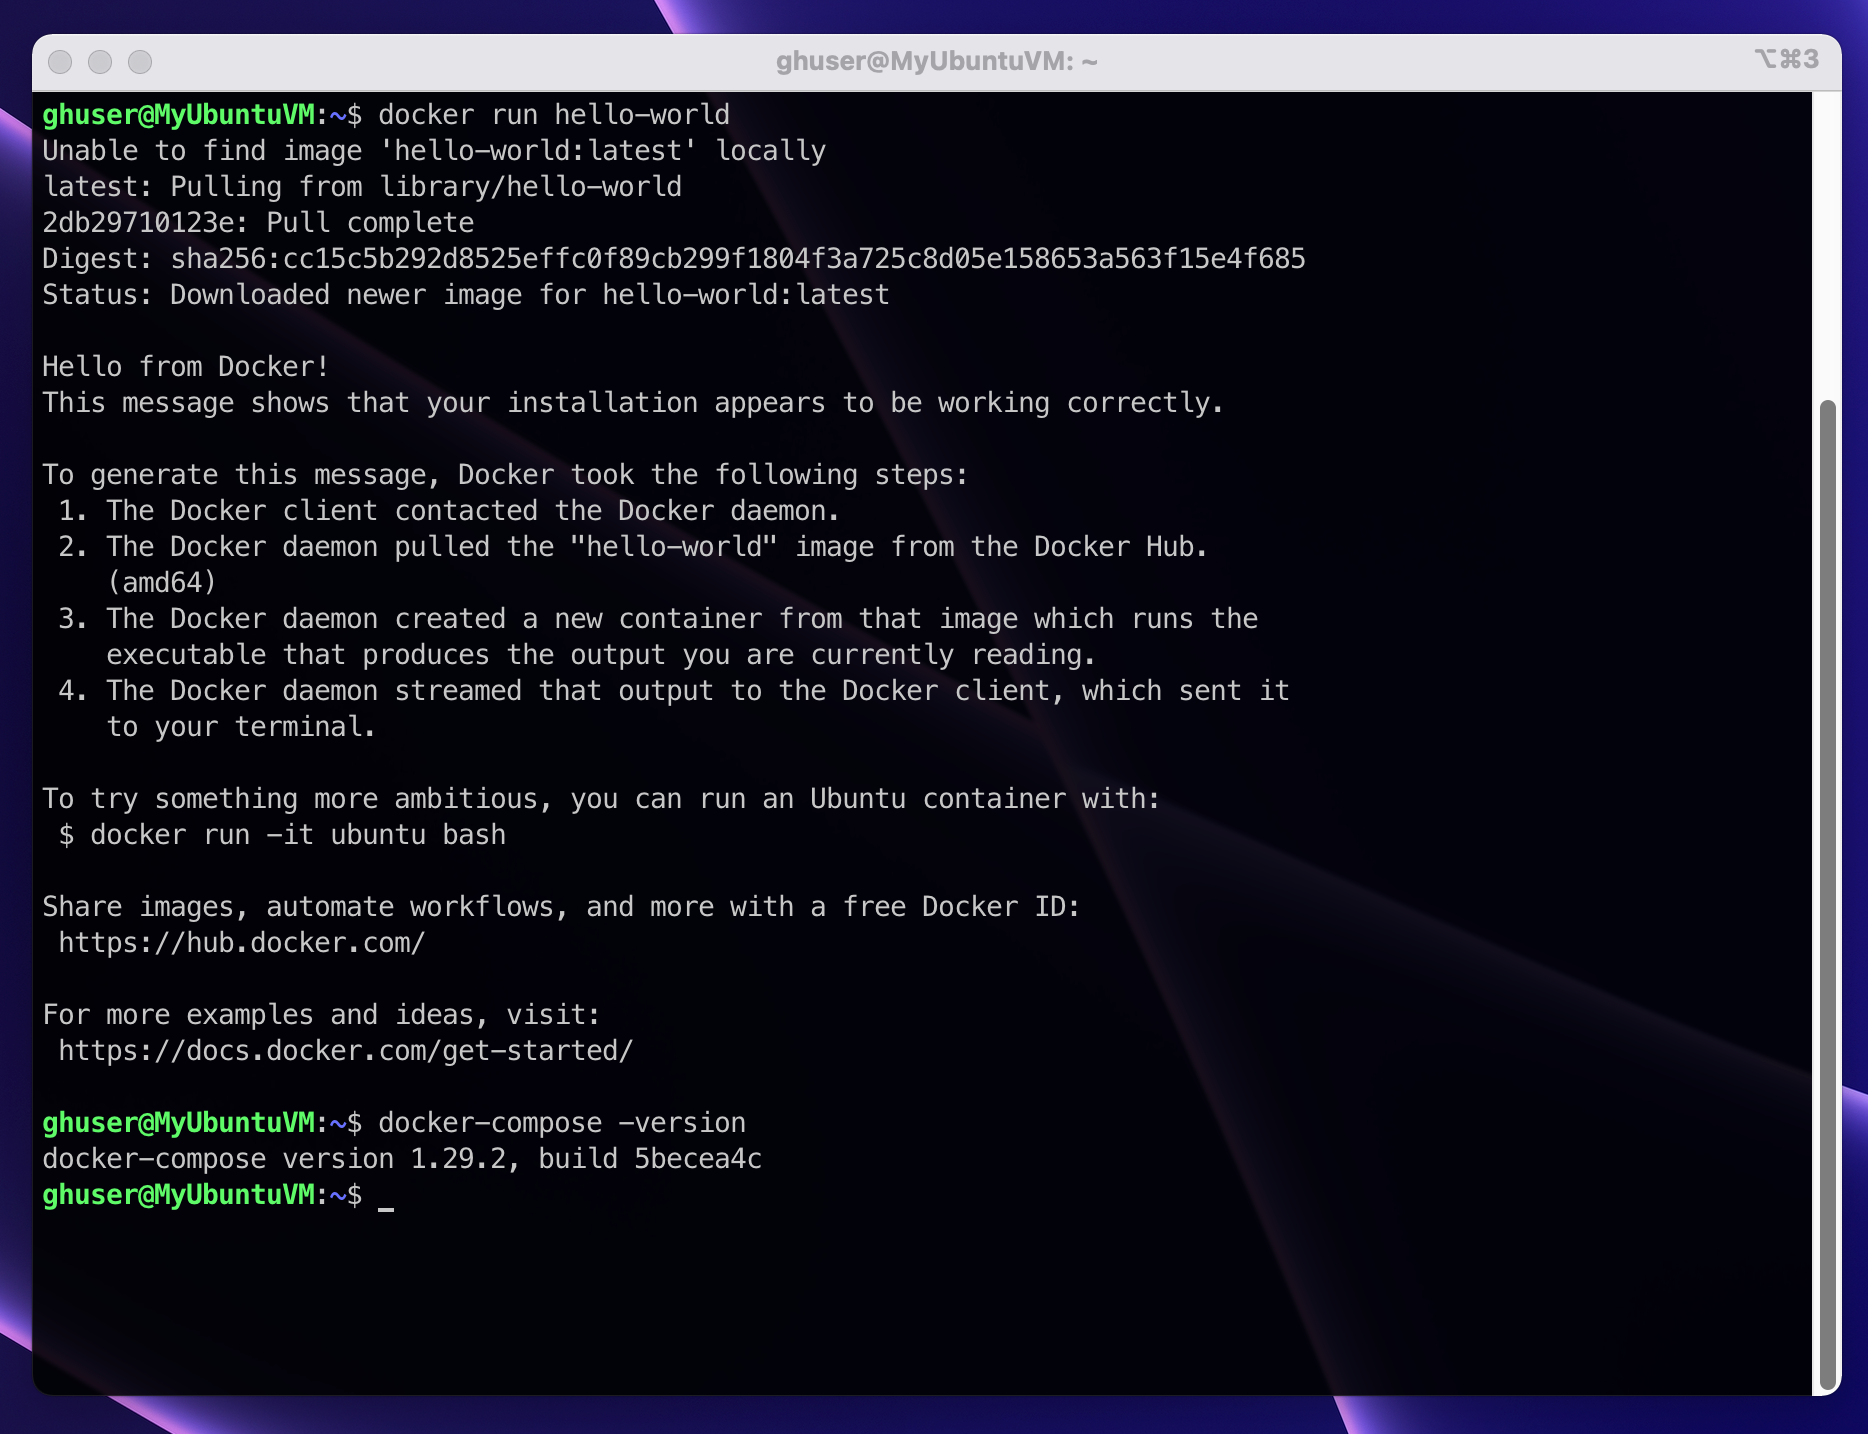 ghuser@MyUbuntuVM: ~
⌥⌘3
ghuser@MyUbuntuVM:~$ docker run hello-world
Unable to find image 'hello-world:latest' locally
latest: Pulling from library/hello-world
2db29710123e: Pull complete
Digest: sha256:cc15c5b292d8525effc0f89cb299f1804f3a725c8d05e158653a563f15e4f685
Status: Downloaded newer image for hello-world:latest
Hello from Docker!
This message shows that your installation appears to be working correctly.
To generate this message, Docker took the following steps:
1. The Docker client contacted the Docker daemon.
2. The Docker daemon pulled the "hello-world" image from the Docker Hub.
(amd64)
3. The Docker daemon created a new container from that image which runs the
executable that produces the output you are currently reading.
4. The Docker daemon streamed that output to the Docker client, which sent it
to your terminal.
To try something more ambitious, you can run an Ubuntu container with:
$ docker run -it ubuntu bash
Share images, automate workflows, and more with a free Docker ID:
https://hub.docker.com/
For more examples and ideas, visit:
https://docs.docker.com/get-started/
ghuser@MyUbuntuVM:~$ docker-compose -version
docker-compose version 1.29.2, build 5becea4c
ghuser@MyUbuntuVM:~$ _